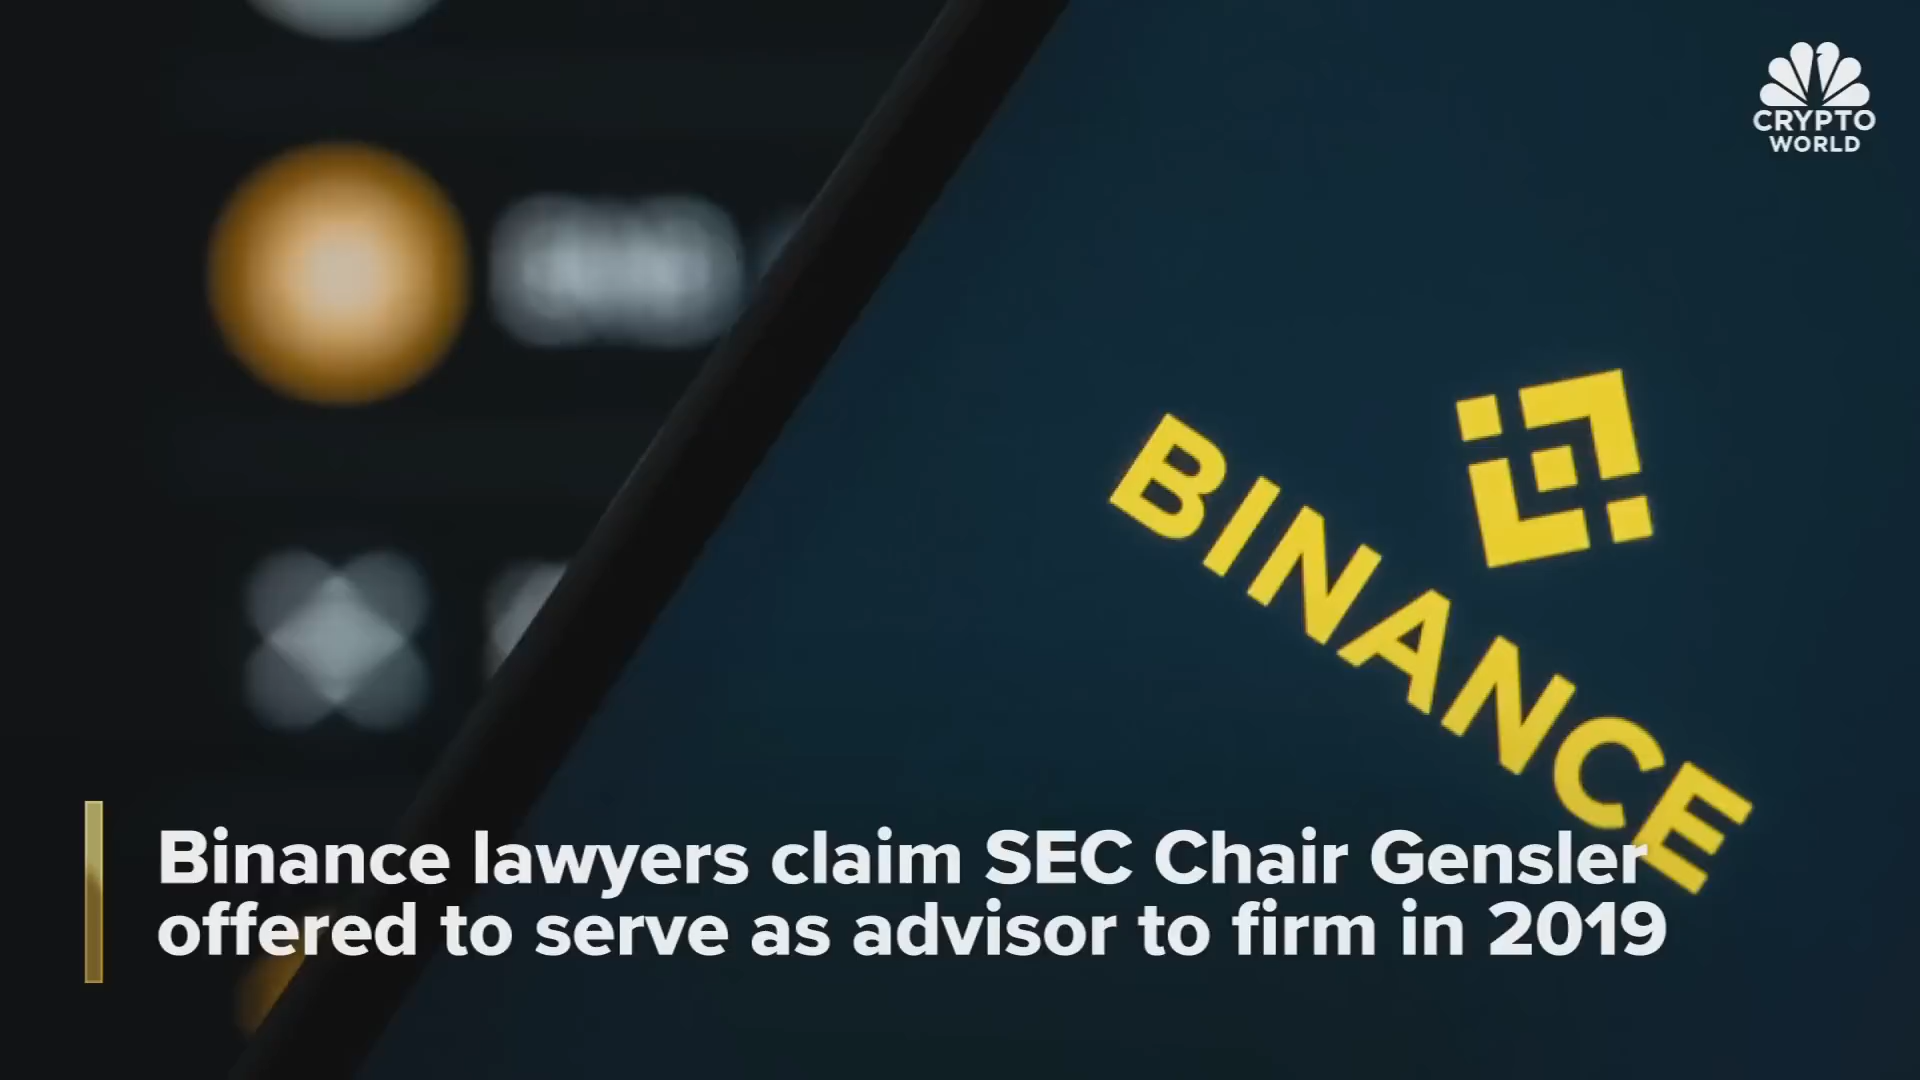 CRYPTO
WORLD
BINANCE
Binance lawyers claim SEC Chair Gensler
offered to serve as advisor to firm in 2019